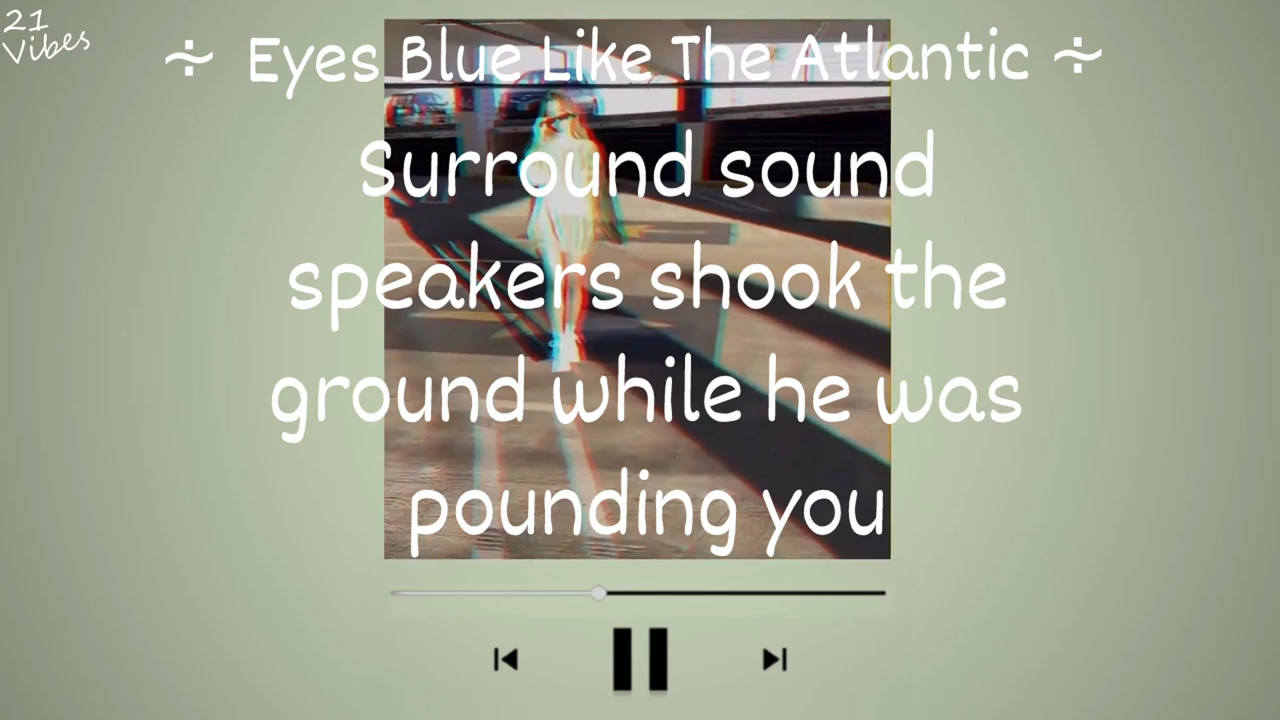 21
Vibes
÷ Eyes Blue Like The Atlantic ÷
Surround sound
speakers shook the
ground while he was
pounding you